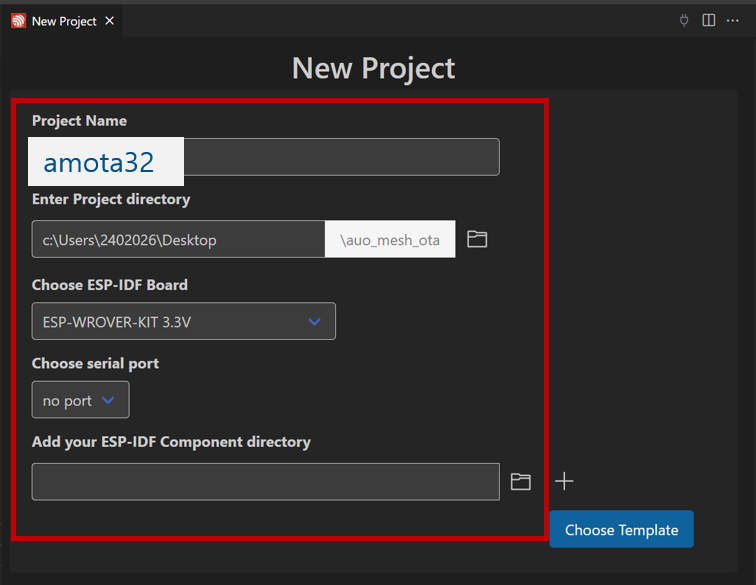 New Project
New Project
Project Name
amota32
Enter Project directory
c:\Users\2402026\Desktop \auo_mesh_ota
Choose ESP-IDF Board
ESP-WROVER-KIT 3.3V
Choose serial port
no port
Add your ESP-IDF Component directory
Choose Template